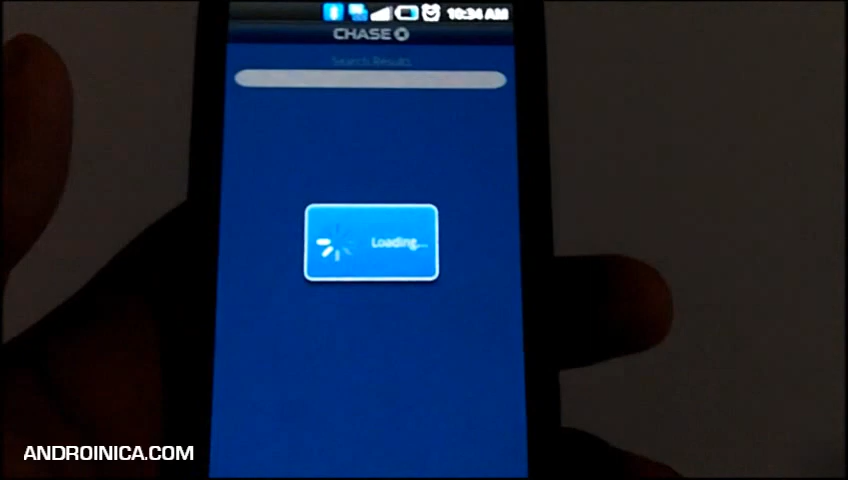 10:34 AM
CHASE
Search Results
Loading...
ANDROINICA.COM